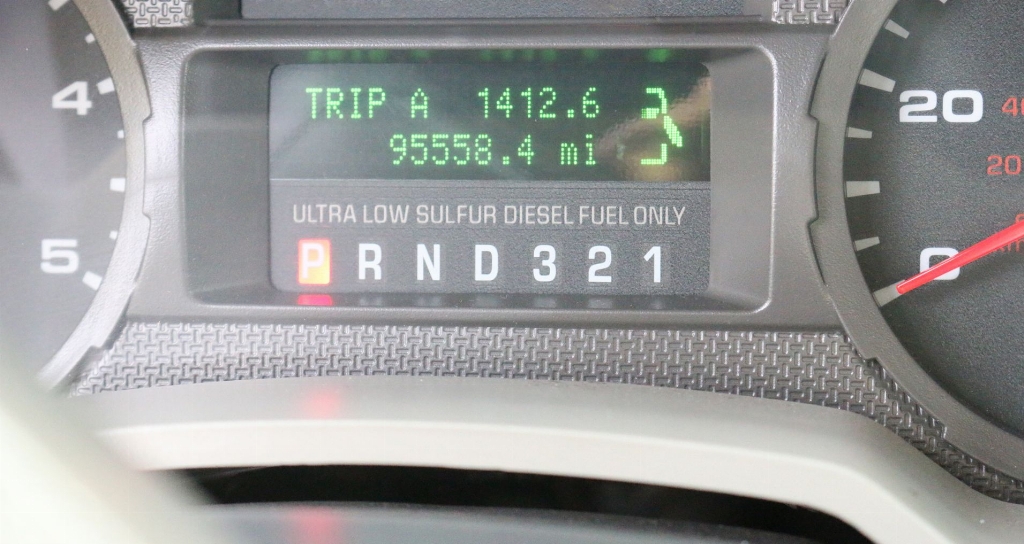 4
5
TRIP A 1412.6
95558.4 mi
ULTRA LOW SULFUR DIESEL FUEL ONLY
P R N D 3 2 1
20
20
0